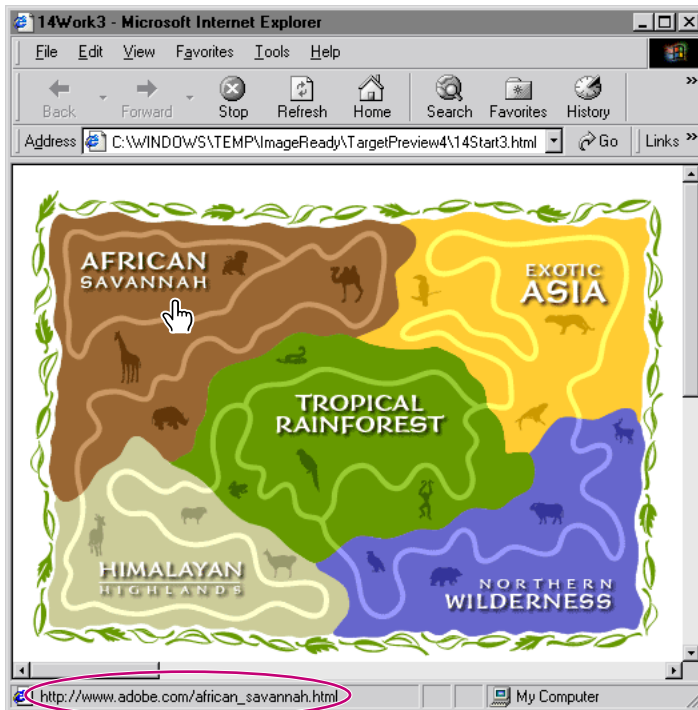 14Work3 - Microsoft Internet Explorer
File Edit View Favorites Tools Help
Back Forward Stop Refresh Home Search Favorites History »
Address C:\WINDOWS\TEMP\ImageReady\TargetPreview4\14Start3.html Go Links »
AFRICAN
SAVANNAH
EXOTIC
ASIA
TROPICAL
RAINFOREST
HIMALAYAN
HIGHLANDS
NORTHERN
WILDERNESS
http://www.adobe.com/african_savannah.html My Computer